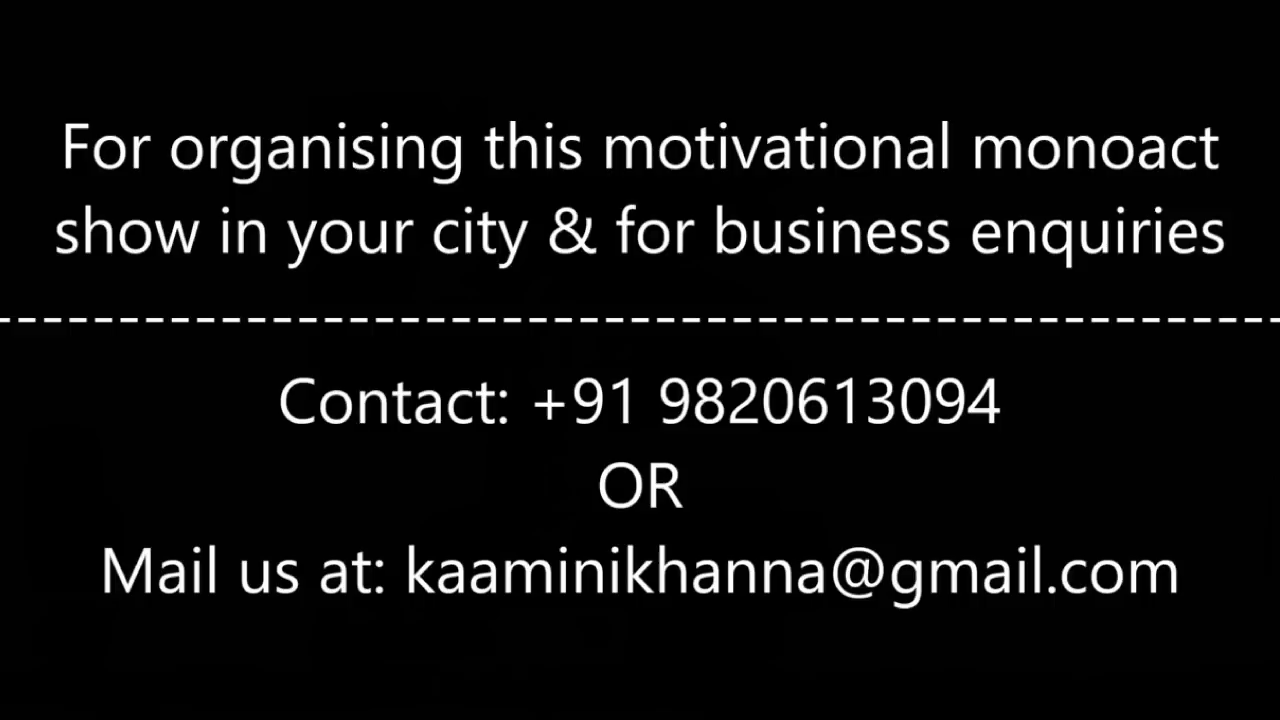 For organising this motivational monoact
show in your city & for business enquiries
--------------------------------------------------
Contact: +91 9820613094
OR
Mail us at: kaaminikhanna@gmail.com